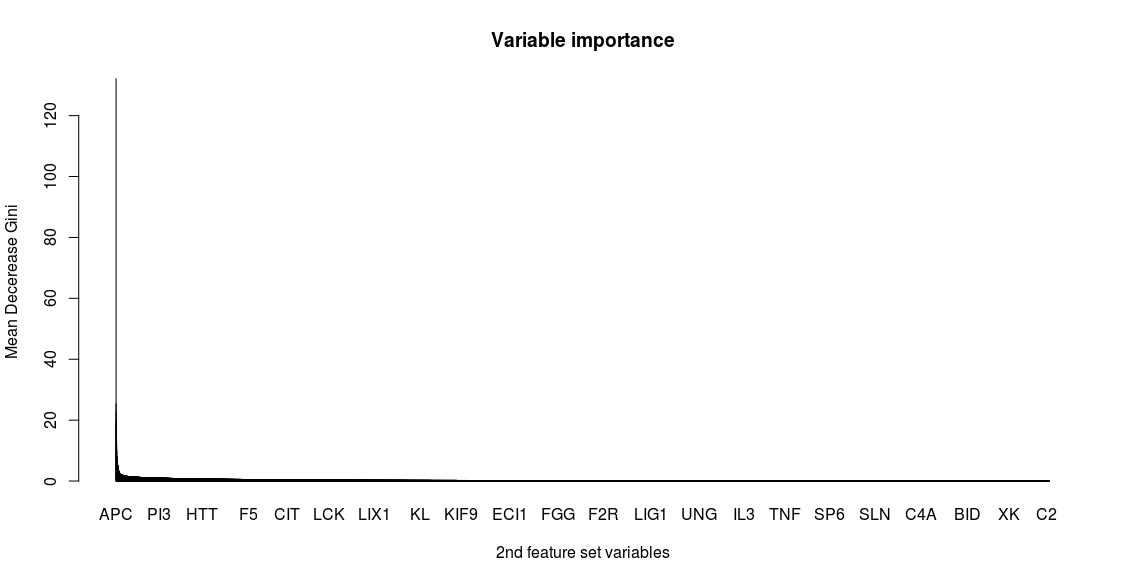 Variable importance
Mean Decerease Gini
120
100
80
60
40
20
0
APC PI3 HTT F5 CIT LCK LIX1 KL KIF9 ECI1 FGG F2R LIG1 UNG IL3 TNF SP6 SLN C4A BID XK C2
2nd feature set variables